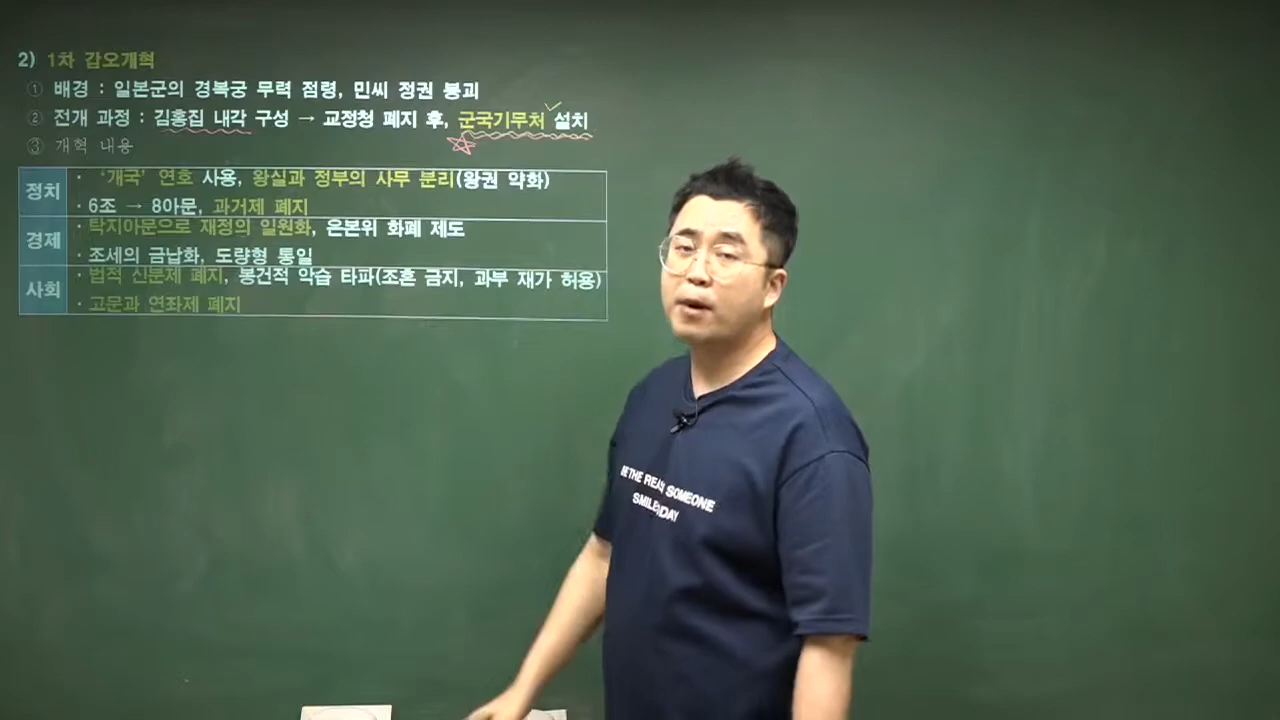 2) 1차 갑오개혁
① 배경 : 일본군의 경복궁 무력 점령, 민씨 정권 붕괴
② 전개 과정 : 김홍집 내각 구성 → 교정청 폐지 후, 군국기무처 설치
③ 개혁 내용
정치
· '개국' 연호 사용, 왕실과 정부의 사무 분리(왕권 약화)
· 6조 → 8아문, 과거제 폐지
경제
· 탁지아문으로 재정의 일원화, 은본위 화폐 제도
· 조세의 금납화, 도량형 통일
사회
· 법적 신분제 폐지, 봉건적 악습 타파(조혼 금지, 과부 재가 허용)
· 고문과 연좌제 폐지
THE REAS SOMEONE
SMILE DAY